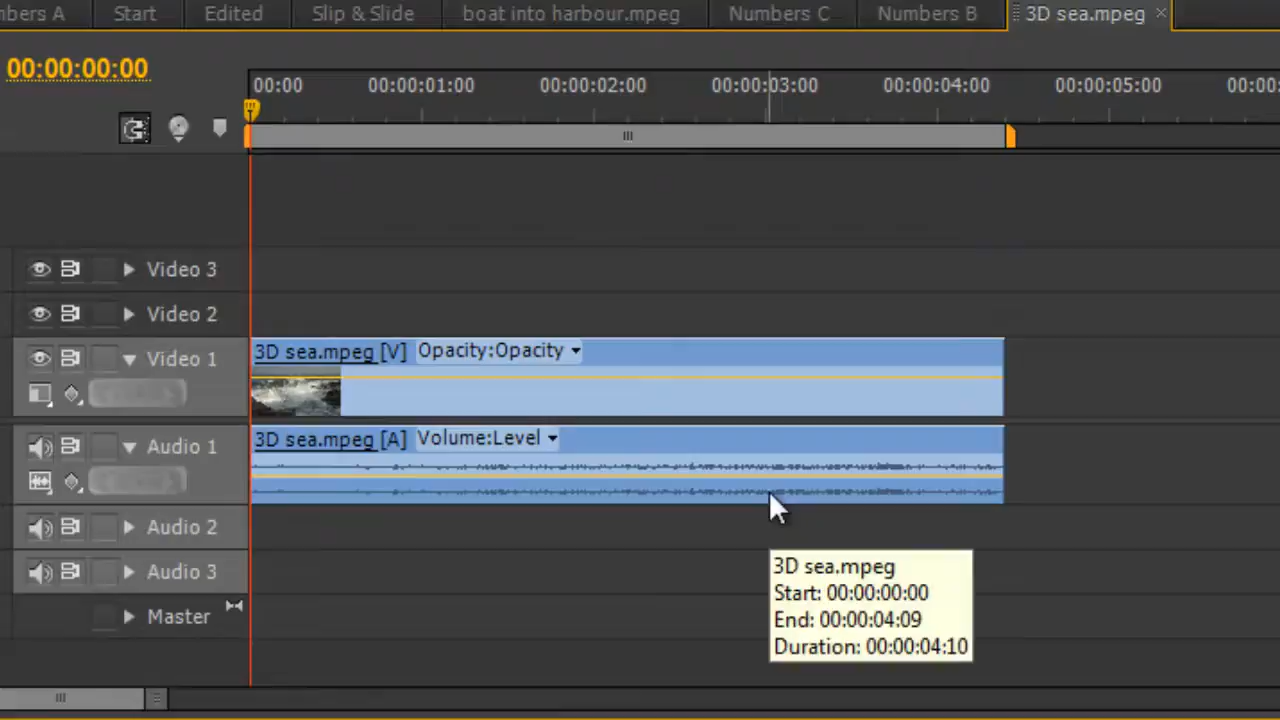 mbers A Start Edited Slip & Slide boat into harbour.mpeg Numbers C Numbers B 3D sea.mpeg
00:00:00:00
00:00 00:00:01:00 00:00:02:00 00:00:03:00 00:00:04:00 00:00:05:00 00:00:
Video 3
Video 2
Video 1
3D sea.mpeg [V] Opacity:Opacity
Audio 1
3D sea.mpeg [A] Volume:Level
Audio 2
Audio 3
Master
3D sea.mpeg
Start: 00:00:00:00
End: 00:00:04:09
Duration: 00:00:04:10